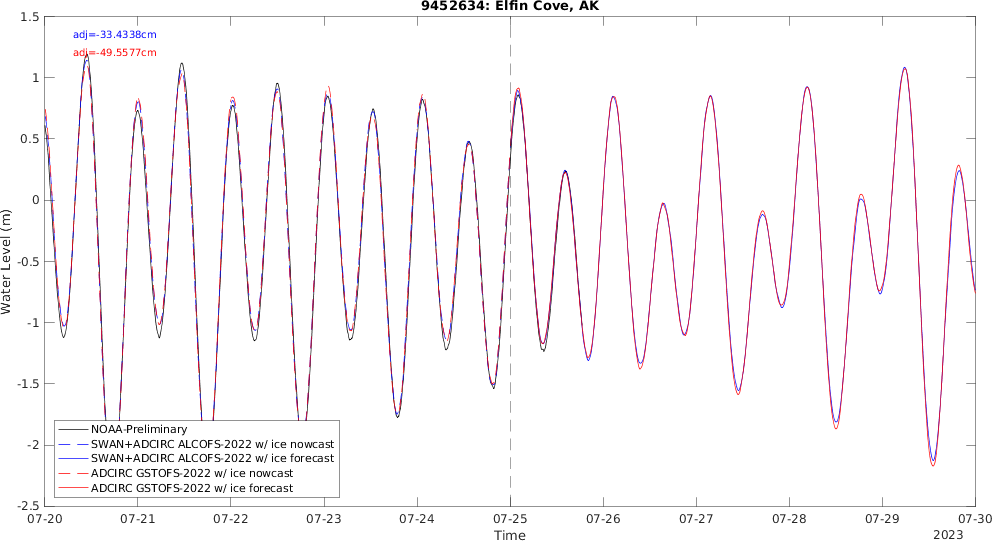 9452634: Elfin Cove, AK
adj=-33.4338cm
adj=-49.5577cm
Water Level (m)
1.5
1
0.5
0
-0.5
-1
-1.5
-2
-2.5
NOAA-Preliminary
SWAN+ADCIRC ALCOFS-2022 w/ ice nowcast
SWAN+ADCIRC ALCOFS-2022 w/ ice forecast
ADCIRC GSTOFS-2022 w/ ice nowcast
ADCIRC GSTOFS-2022 w/ ice forecast
07-20 07-21 07-22 07-23 07-24 07-25 07-26 07-27 07-28 07-29 07-30
Time
2023